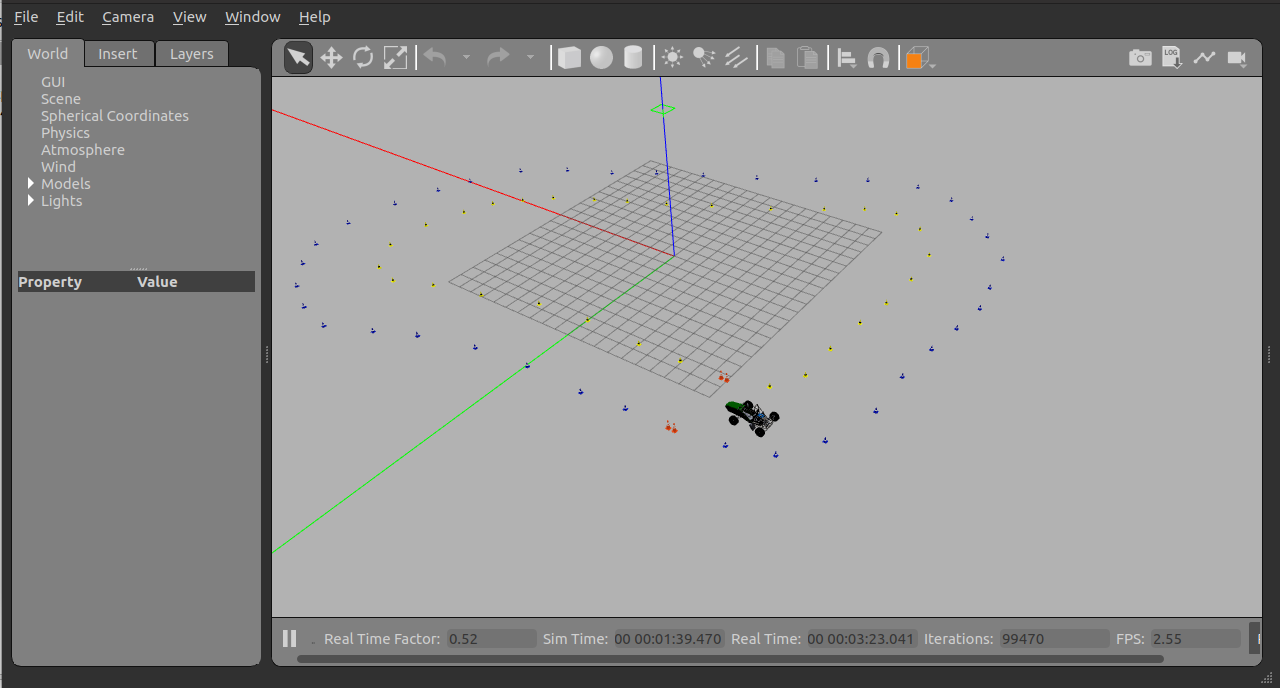 File Edit Camera View Window Help
World Insert Layers
GUI
Scene
Spherical Coordinates
Physics
Atmosphere
Wind
Models
Lights
Property Value
LOG
Real Time Factor: 0.52 Sim Time: 00 00:01:39.470 Real Time: 00 00:03:23.041 Iterations: 99470 FPS: 2.55